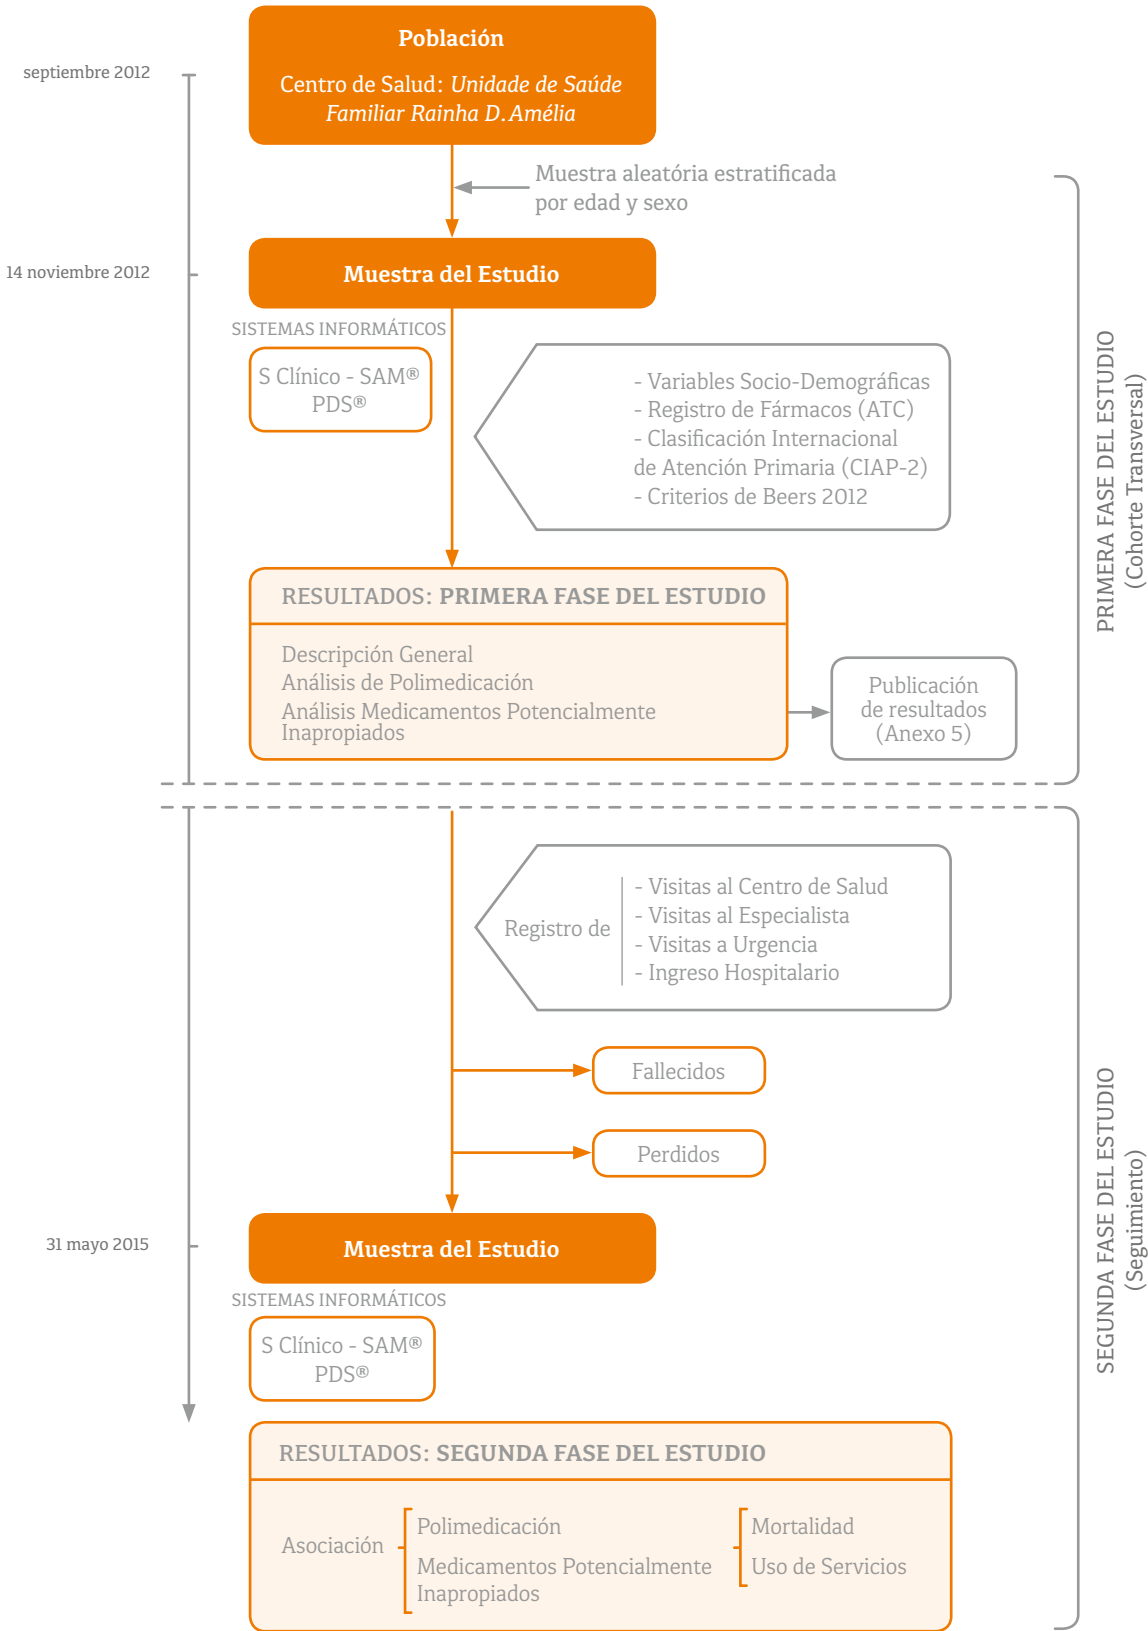 Población
septiembre 2012
Centro de Salud: Unidade de Saúde
Familiar Rainha D. Amélia
Muestra aleatória estratificada
por edad y sexo
14 noviembre 2012
Muestra del Estudio
SISTEMAS INFORMÁTICOS
S Clínico - SAM®
PDS®
- Variables Socio-Demográficas
- Registro de Fármacos (ATC)
- Clasificación Internacional
de Atención Primaria (CIAP-2)
- Criterios de Beers 2012
PRIMERA FASE DEL ESTUDIO
(Cohorte Transversal)
RESULTADOS: PRIMERA FASE DEL ESTUDIO
Descripción General
Análisis de Polimedicación
Análisis Medicamentos Potencialmente
Inapropiados
Publicación
de resultados
(Anexo 5)
Registro de
- Visitas al Centro de Salud
- Visitas al Especialista
- Visitas a Urgencia
- Ingreso Hospitalario
Fallecidos
Perdidos
SEGUNDA FASE DEL ESTUDIO
(Seguimiento)
31 mayo 2015
Muestra del Estudio
SISTEMAS INFORMÁTICOS
S Clínico - SAM®
PDS®
RESULTADOS: SEGUNDA FASE DEL ESTUDIO
Asociación
Polimedicación
Medicamentos Potencialmente
Inapropiados
Mortalidad
Uso de Servicios